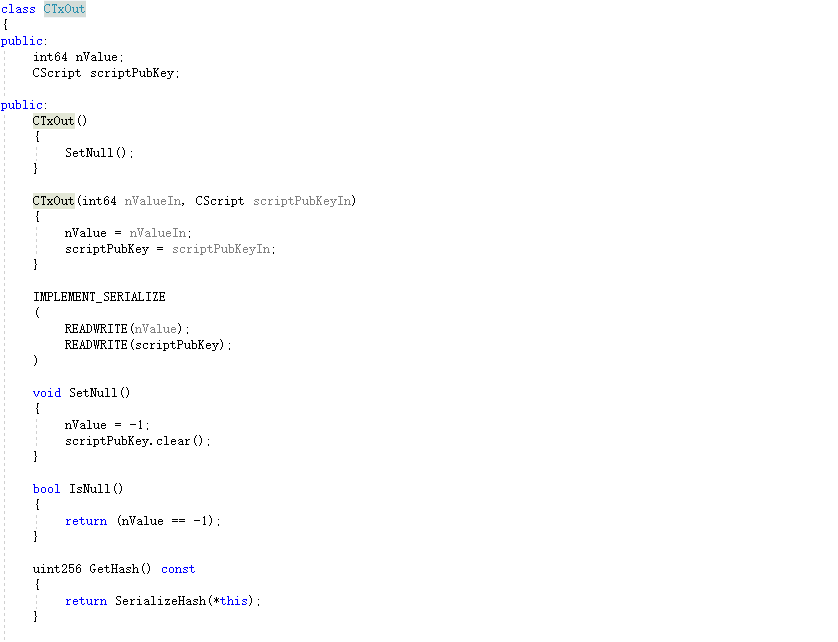 class CTxOut
{
public:
    int64 nValue;
    CScript scriptPubKey;

public:
    CTxOut()
    {
        SetNull();
    }

    CTxOut(int64 nValueIn, CScript scriptPubKeyIn)
    {
        nValue = nValueIn;
        scriptPubKey = scriptPubKeyIn;
    }

    IMPLEMENT_SERIALIZE
    (
        READWRITE(nValue);
        READWRITE(scriptPubKey);
    )

    void SetNull()
    {
        nValue = -1;
        scriptPubKey.clear();
    }

    bool IsNull()
    {
        return (nValue == -1);
    }

    uint256 GetHash() const
    {
        return SerializeHash(*this);
    }